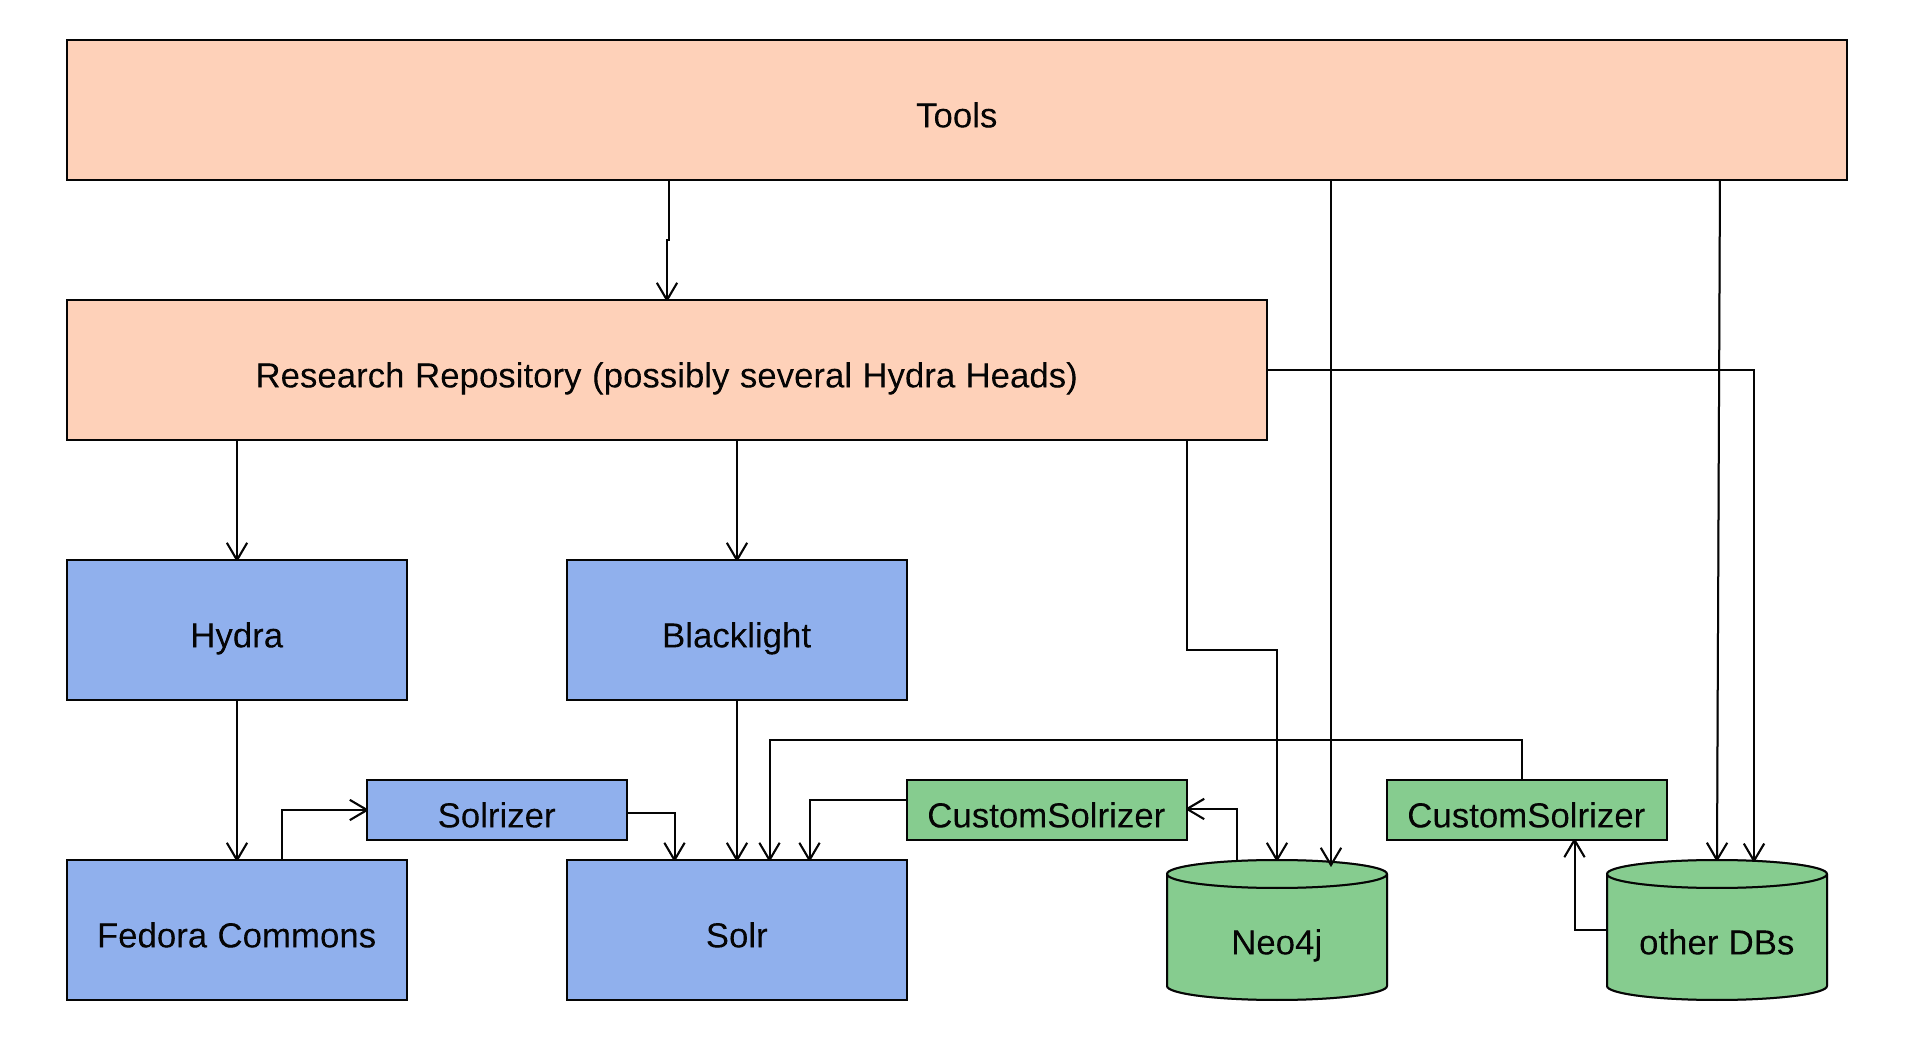 Tools
Research Repository (possibly several Hydra Heads)
Hydra
Blacklight
Solrizer
CustomSolrizer
CustomSolrizer
Fedora Commons
Solr
Neo4j
other DBs